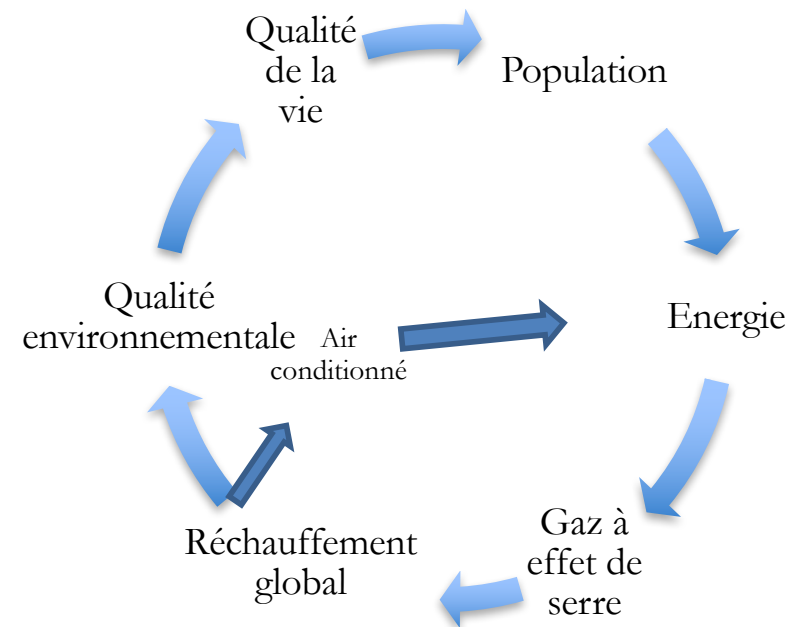 Qualité
de la
vie
Population
Energie
Gaz à
effet de
serre
Réchauffement
global
Qualité
environnementale
Air
conditionné